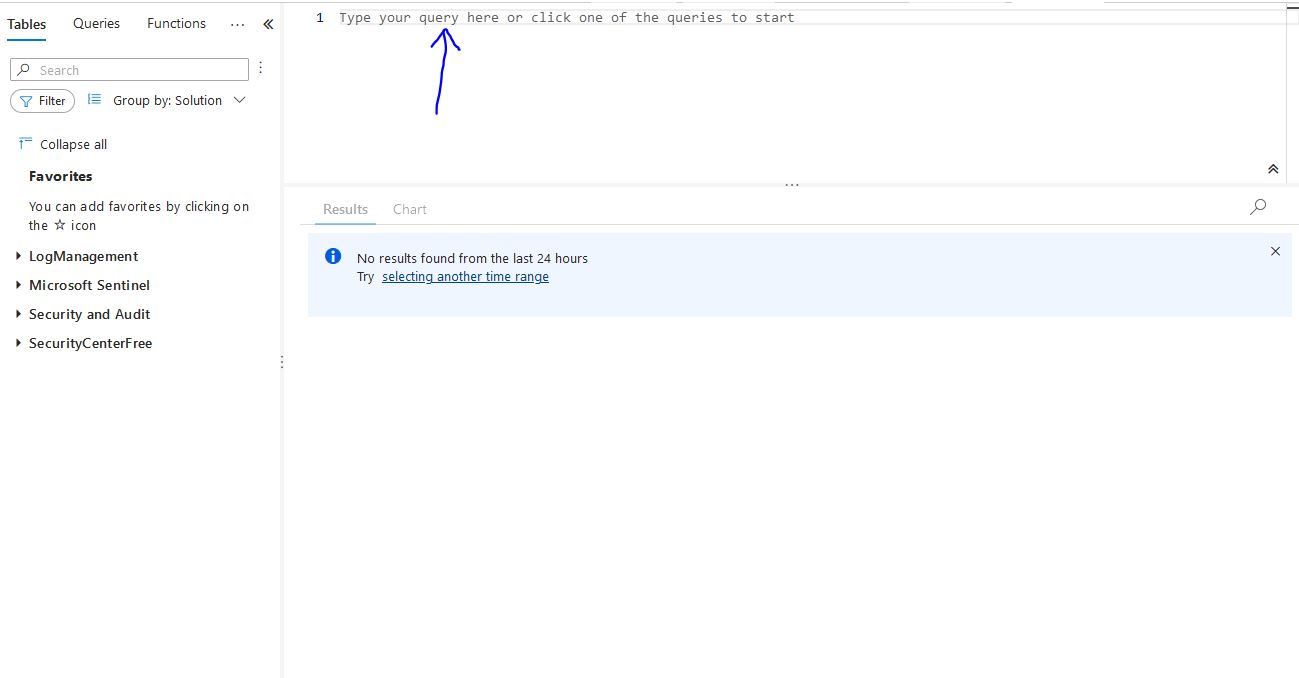 Tables Queries Functions ...
Search
Filter Group by: Solution
Collapse all
Favorites
You can add favorites by clicking on
the ☆ icon
LogManagement
Microsoft Sentinel
Security and Audit
SecurityCenterFree
1 Type your query here or click one of the queries to start
Results Chart
No results found from the last 24 hours
Try selecting another time range